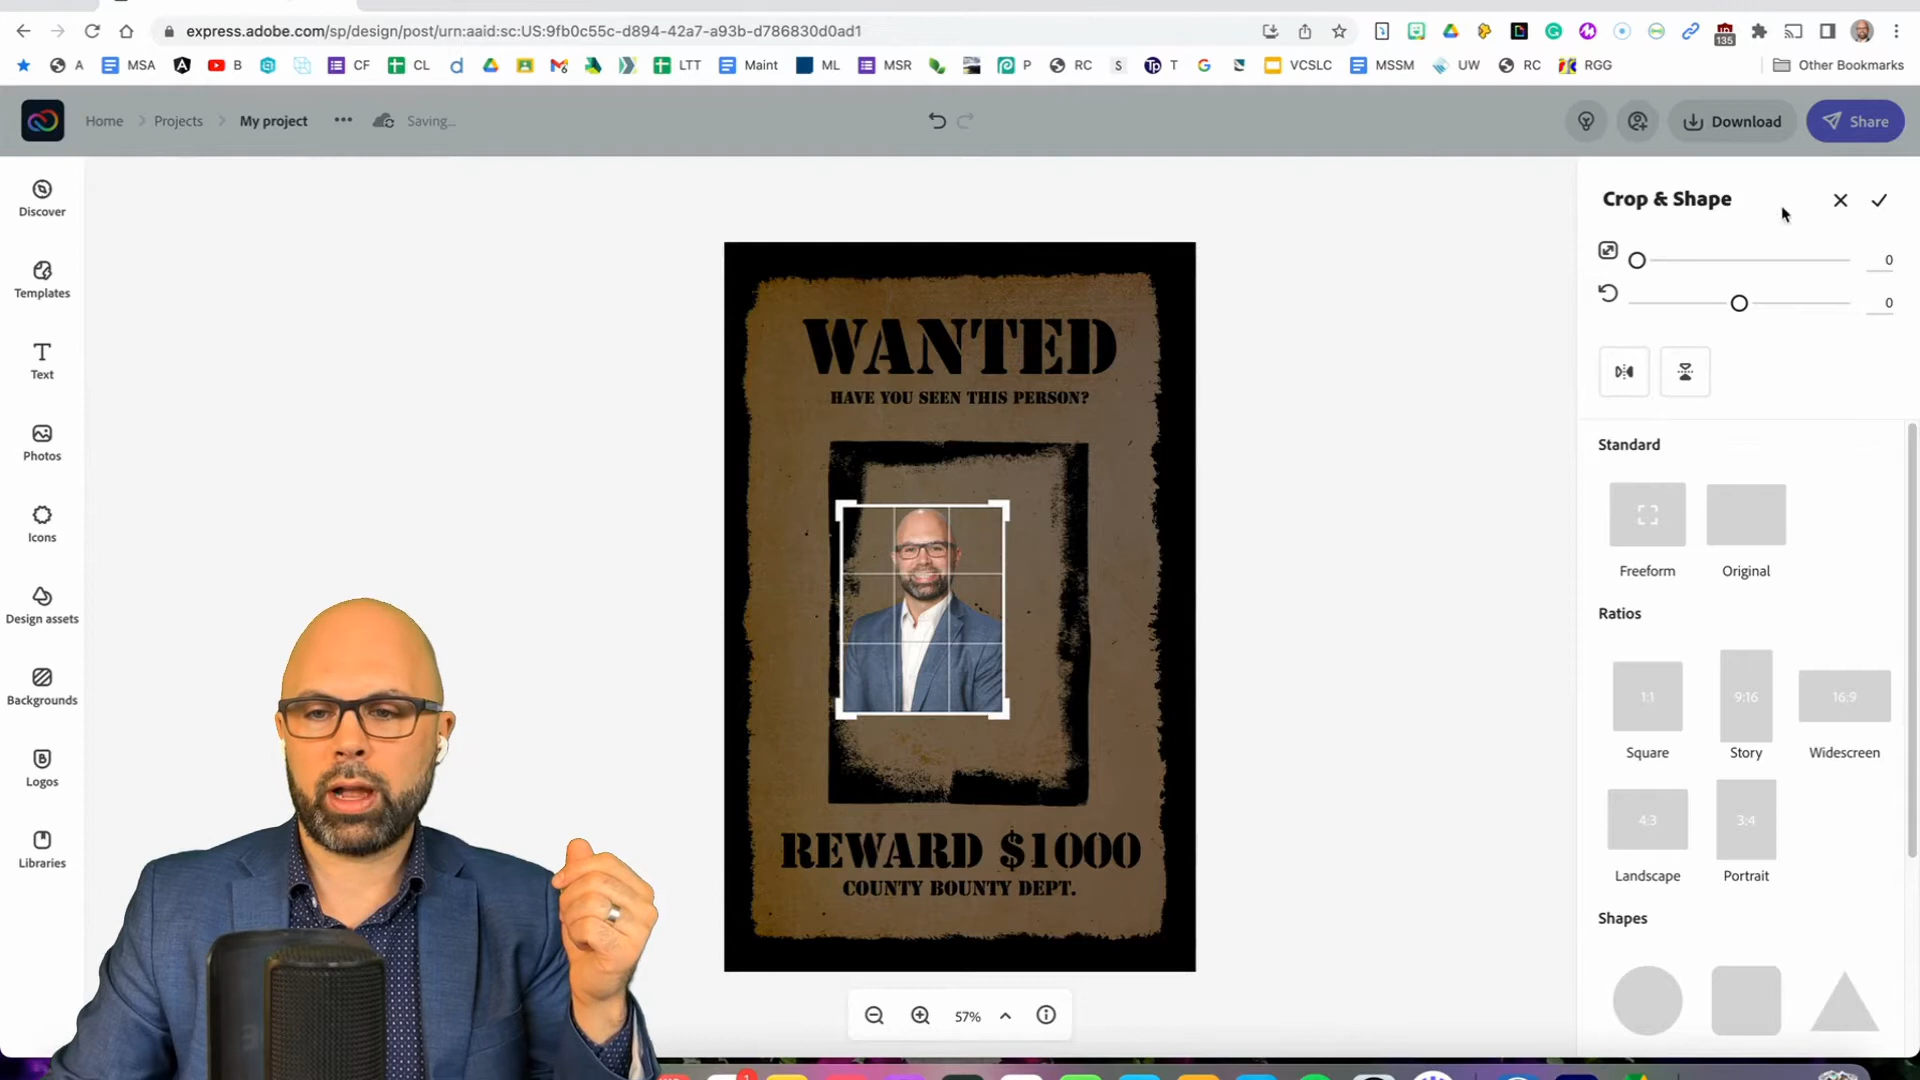 express.adobe.com/sp/design/post/urn:aaid:sc:US:9fb0c55c-d894-42a7-a93b-d786830d0ad1
135
A MSA B CF CL d LTT Maint ML MSR P RC S T VCSLC MSSM UW RC RGG Other Bookmarks
Home Projects My project Saving... Download Share
Discover
Templates
Text
Photos
Icons
Design assets
Backgrounds
Logos
Libraries
WANTED
HAVE YOU SEEN THIS PERSON?
REWARD $1000
COUNTY BOUNTY DEPT.
57%
Crop & Shape
0
0
Standard
Freeform Original
Ratios
1:1 9:16 16:9
Square Story Widescreen
4:3 3:4
Landscape Portrait
Shapes